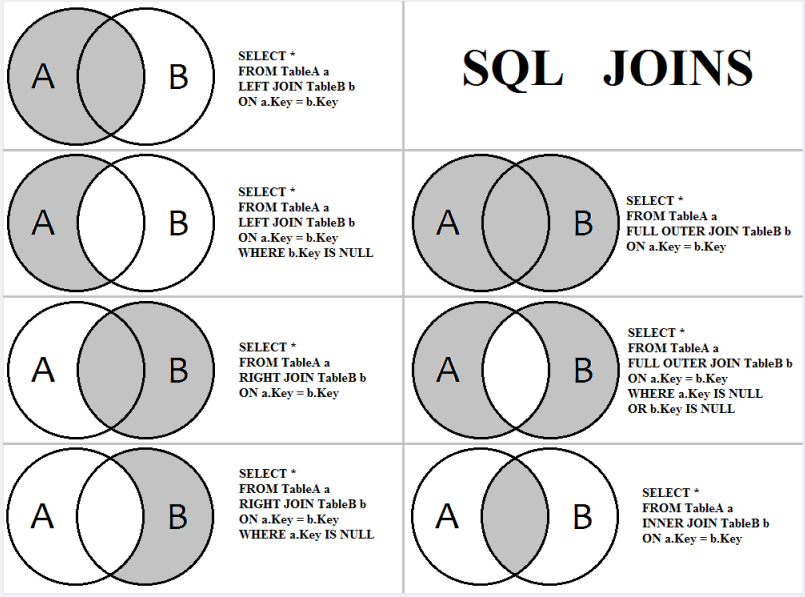 A
B
SELECT *
FROM TableA a
LEFT JOIN TableB b
ON a.Key = b.Key
SQL JOINS
A
B
SELECT *
FROM TableA a
LEFT JOIN TableB b
ON a.Key = b.Key
WHERE b.Key IS NULL
A
B
SELECT *
FROM TableA a
FULL OUTER JOIN TableB b
ON a.Key = b.Key
A
B
SELECT *
FROM TableA a
RIGHT JOIN TableB b
ON a.Key = b.Key
A
B
SELECT *
FROM TableA a
FULL OUTER JOIN TableB b
ON a.Key = b.Key
WHERE a.Key IS NULL
OR b.Key IS NULL
A
B
SELECT *
FROM TableA a
RIGHT JOIN TableB b
ON a.Key = b.Key
WHERE a.Key IS NULL
A
B
SELECT *
FROM TableA a
INNER JOIN TableB b
ON a.Key = b.Key